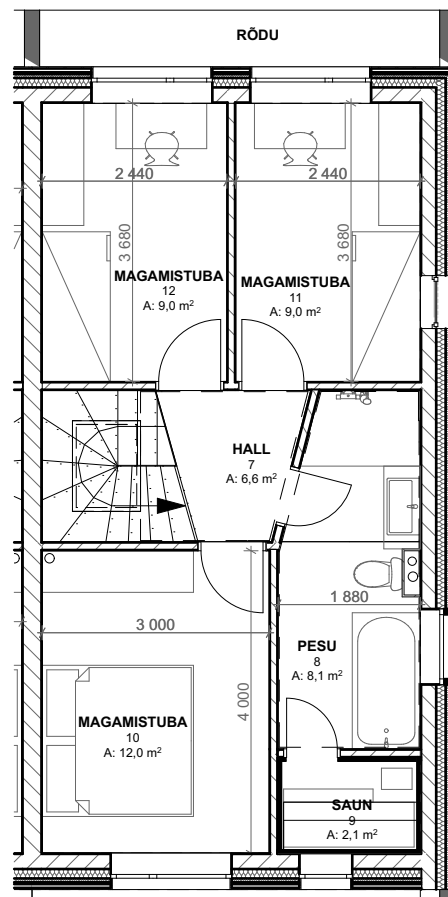 RÕDU
2 440
2 440
3 680
3 680
MAGAMISTUBA
12
A: 9,0 m²
MAGAMISTUBA
11
A: 9,0 m²
HALL
7
A: 6,6 m²
1 880
3 000
4 000
PESU
8
A: 8,1 m²
MAGAMISTUBA
10
A: 12,0 m²
SAUN
9
A: 2,1 m²